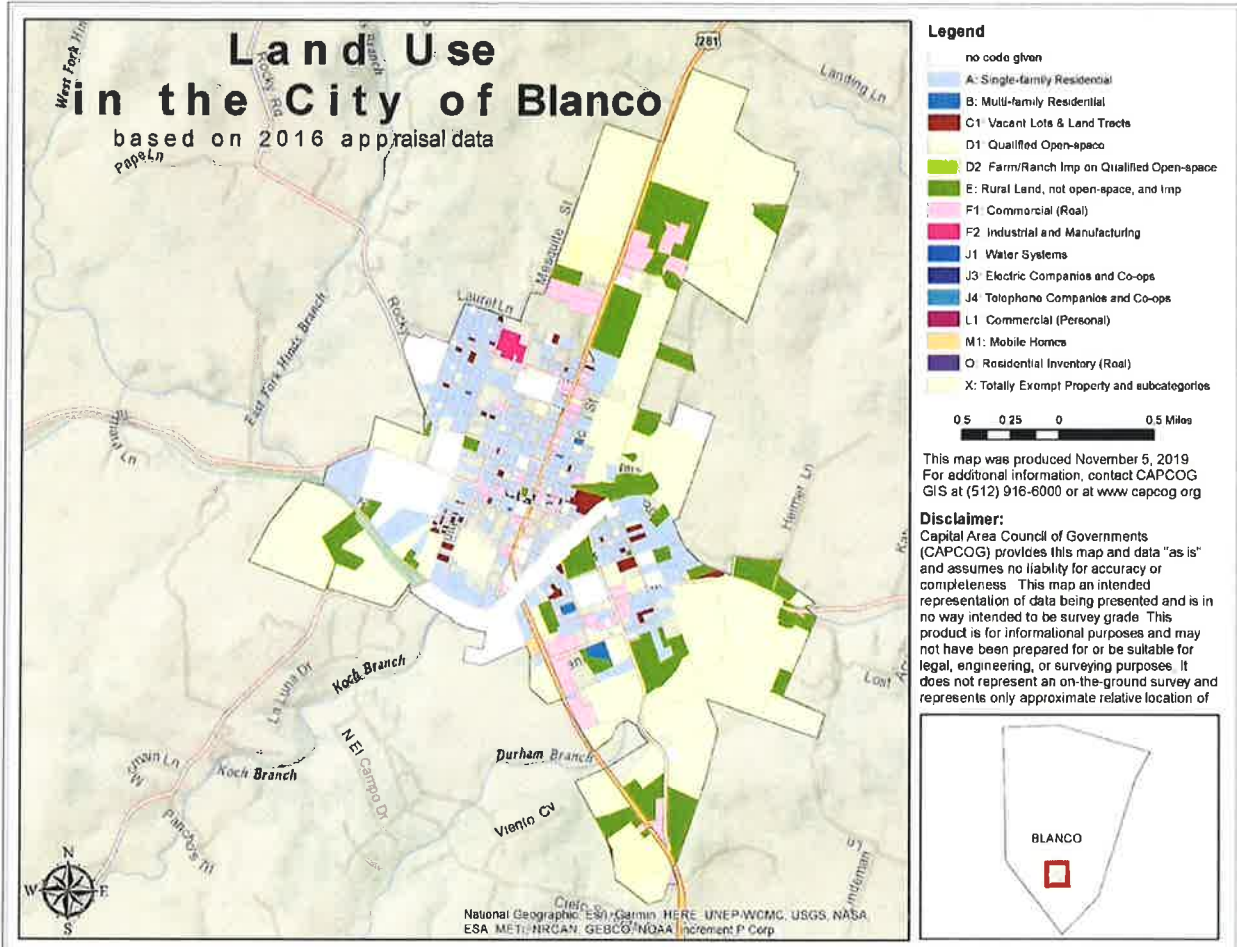 Land Use
in the City of Blanco
based on 2016 appraisal data
281
Landing Ln
West Fork Hin
Rocky Rd
Branch
Pape Ln
Mesquite St
Laurel Ln
Rocky
East Fork Hinds Branch
St
Heimer Ln
Rd
La Luna Dr
Koch Branch
Koch Branch
N El Campo Dr
Durham Branch
Viento Cv
Pancho's Trl
Lost
Lindeman Ln
N
W E
S
National Geographic, Esri, Garmin, HERE, UNEP-WCMC, USGS, NASA,
ESA, METI, NRCAN, GEBCO, NOAA, increment P Corp
Legend
no code given
A: Single-family Residential
B: Multi-family Residential
C1: Vacant Lots & Land Tracts
D1: Qualified Open-space
D2: Farm/Ranch Imp on Qualified Open-space
E: Rural Land, not open-space, and Imp
F1: Commercial (Real)
F2: Industrial and Manufacturing
J1: Water Systems
J3: Electric Companies and Co-ops
J4: Telephone Companies and Co-ops
L1: Commercial (Personal)
M1: Mobile Homes
O: Residential Inventory (Real)
X: Totally Exempt Property and subcategories
0.5 0.25 0 0.5 Miles
This map was produced November 5, 2019
For additional information, contact CAPCOG
GIS at (512) 916-6000 or at www.capcog.org
Disclaimer:
Capital Area Council of Governments
(CAPCOG) provides this map and data "as is"
and assumes no liability for accuracy or
completeness. This map an intended
representation of data being presented and is in
no way intended to be survey grade. This
product is for informational purposes and may
not have been prepared for or be suitable for
legal, engineering, or surveying purposes. It
does not represent an on-the-ground survey and
represents only approximate relative location of
BLANCO